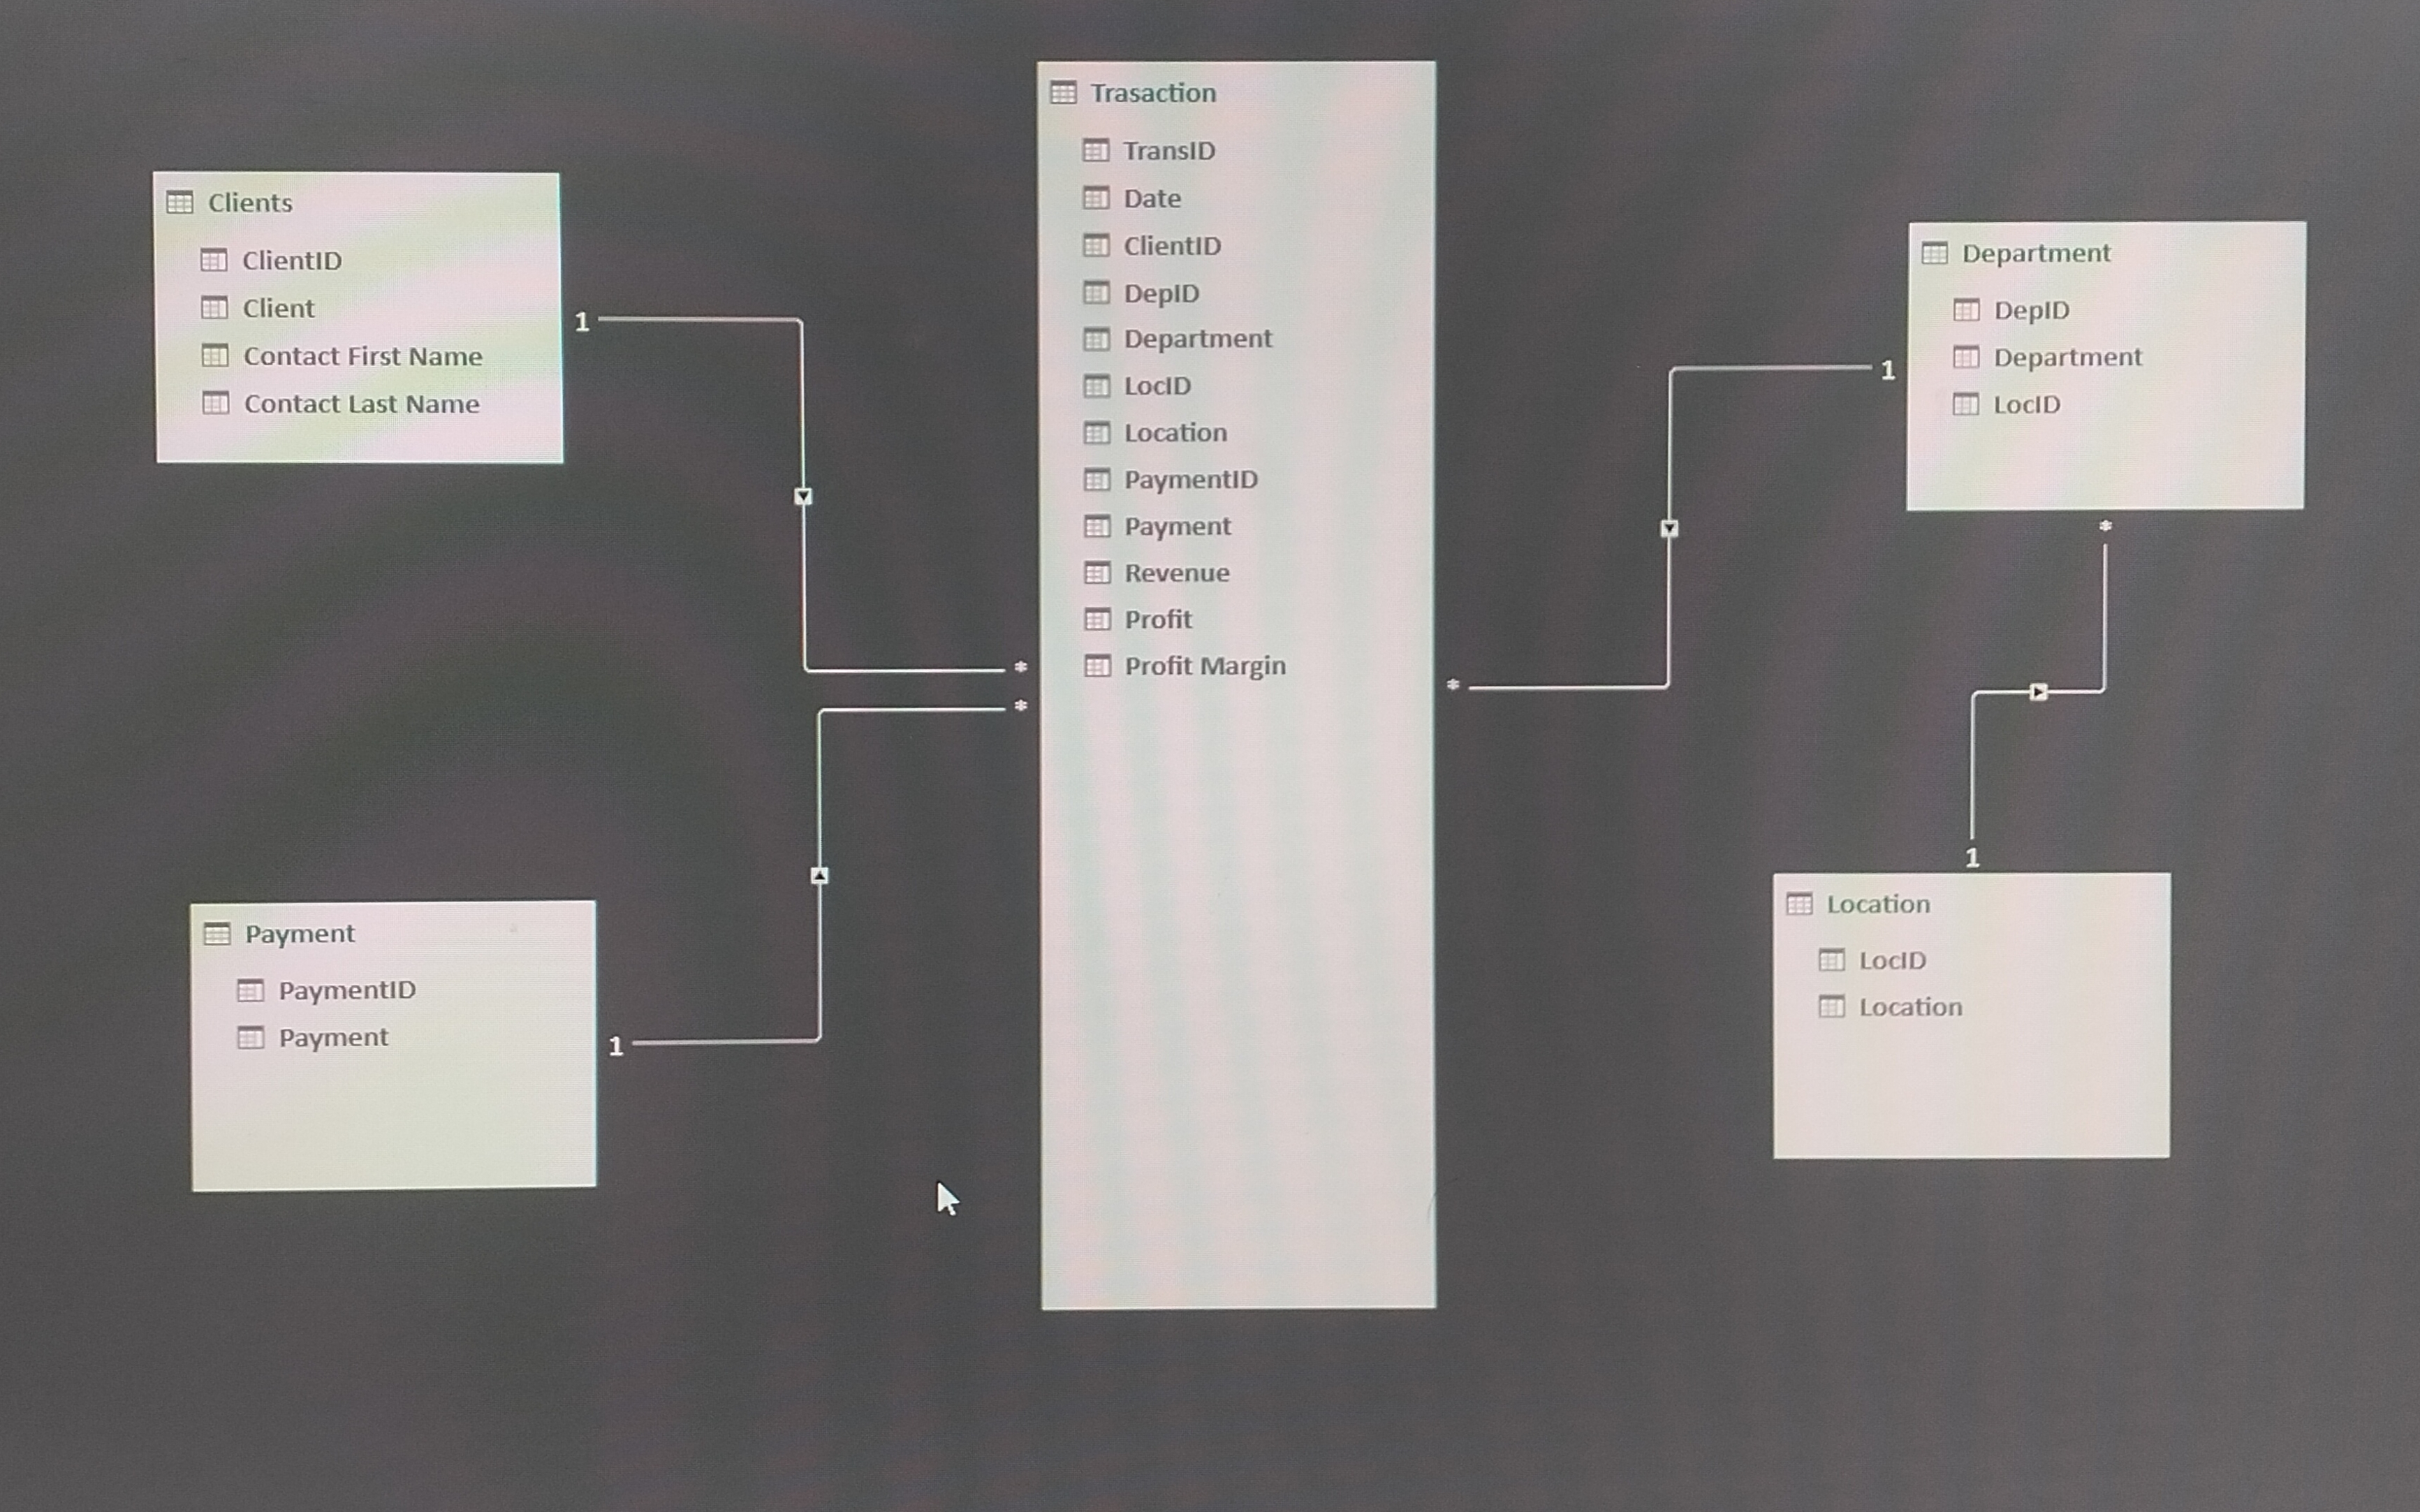 Clients
ClientID
Client
Contact First Name
Contact Last Name
1
*
Payment
PaymentID
Payment
1
*
Trasaction
TransID
Date
ClientID
DepID
Department
LocID
Location
PaymentID
Payment
Revenue
Profit
Profit Margin
*
1
Department
DepID
Department
LocID
*
1
Location
LocID
Location